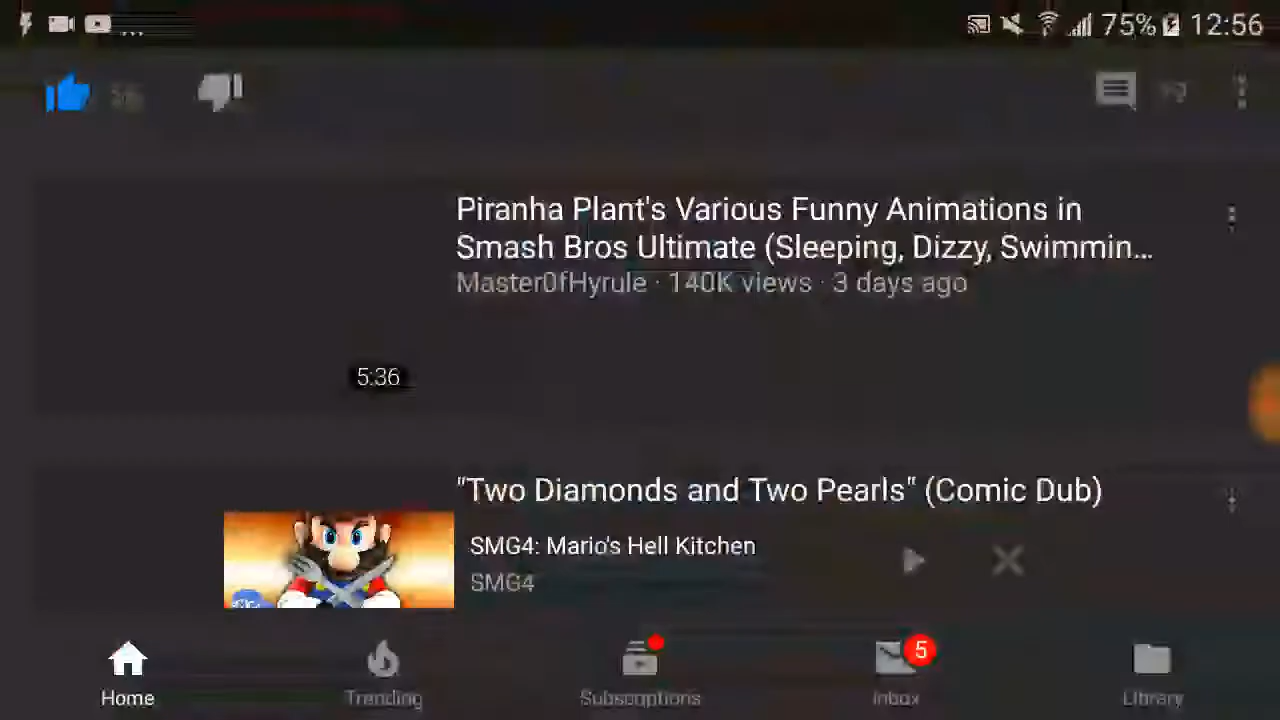 75% 12:56
Piranha Plant's Various Funny Animations in
Smash Bros Ultimate (Sleeping, Dizzy, Swimmin...
Master0fHyrule · 140K views · 3 days ago
5:36
"Two Diamonds and Two Pearls" (Comic Dub)
SMG4: Mario's Hell Kitchen
SMG4
Home Trending Subscriptions Inbox 5 Library